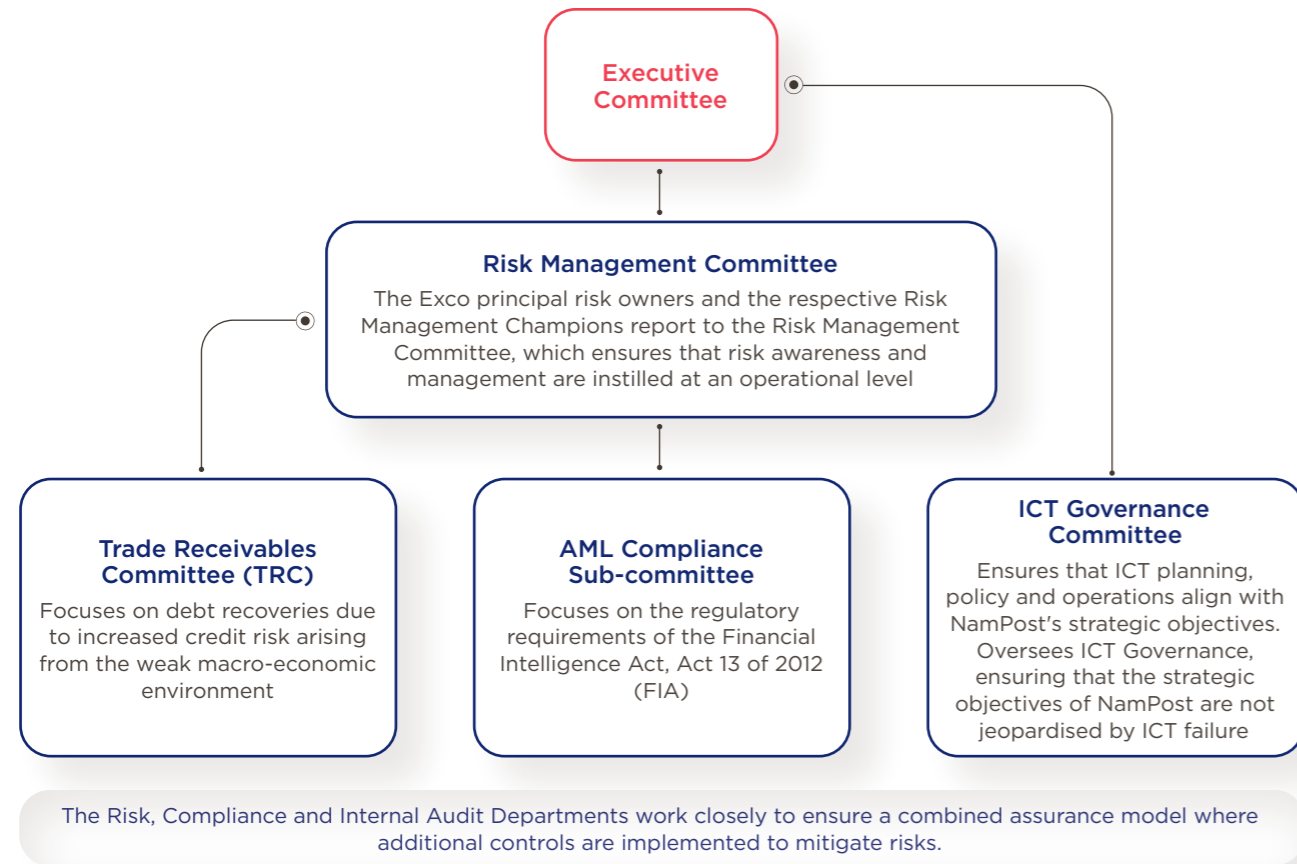 Executive
Committee
Risk Management Committee
The Exco principal risk owners and the respective Risk
Management Champions report to the Risk Management
Committee, which ensures that risk awareness and
management are instilled at an operational level
Trade Receivables
Committee (TRC)
Focuses on debt recoveries due
to increased credit risk arising
from the weak macro-economic
environment
AML Compliance
Sub-committee
Focuses on the regulatory
requirements of the Financial
Intelligence Act, Act 13 of 2012
(FIA)
ICT Governance
Committee
Ensures that ICT planning,
policy and operations align with
NamPost's strategic objectives.
Oversees ICT Governance,
ensuring that the strategic
objectives of NamPost are not
jeopardised by ICT failure
The Risk, Compliance and Internal Audit Departments work closely to ensure a combined assurance model where
additional controls are implemented to mitigate risks.